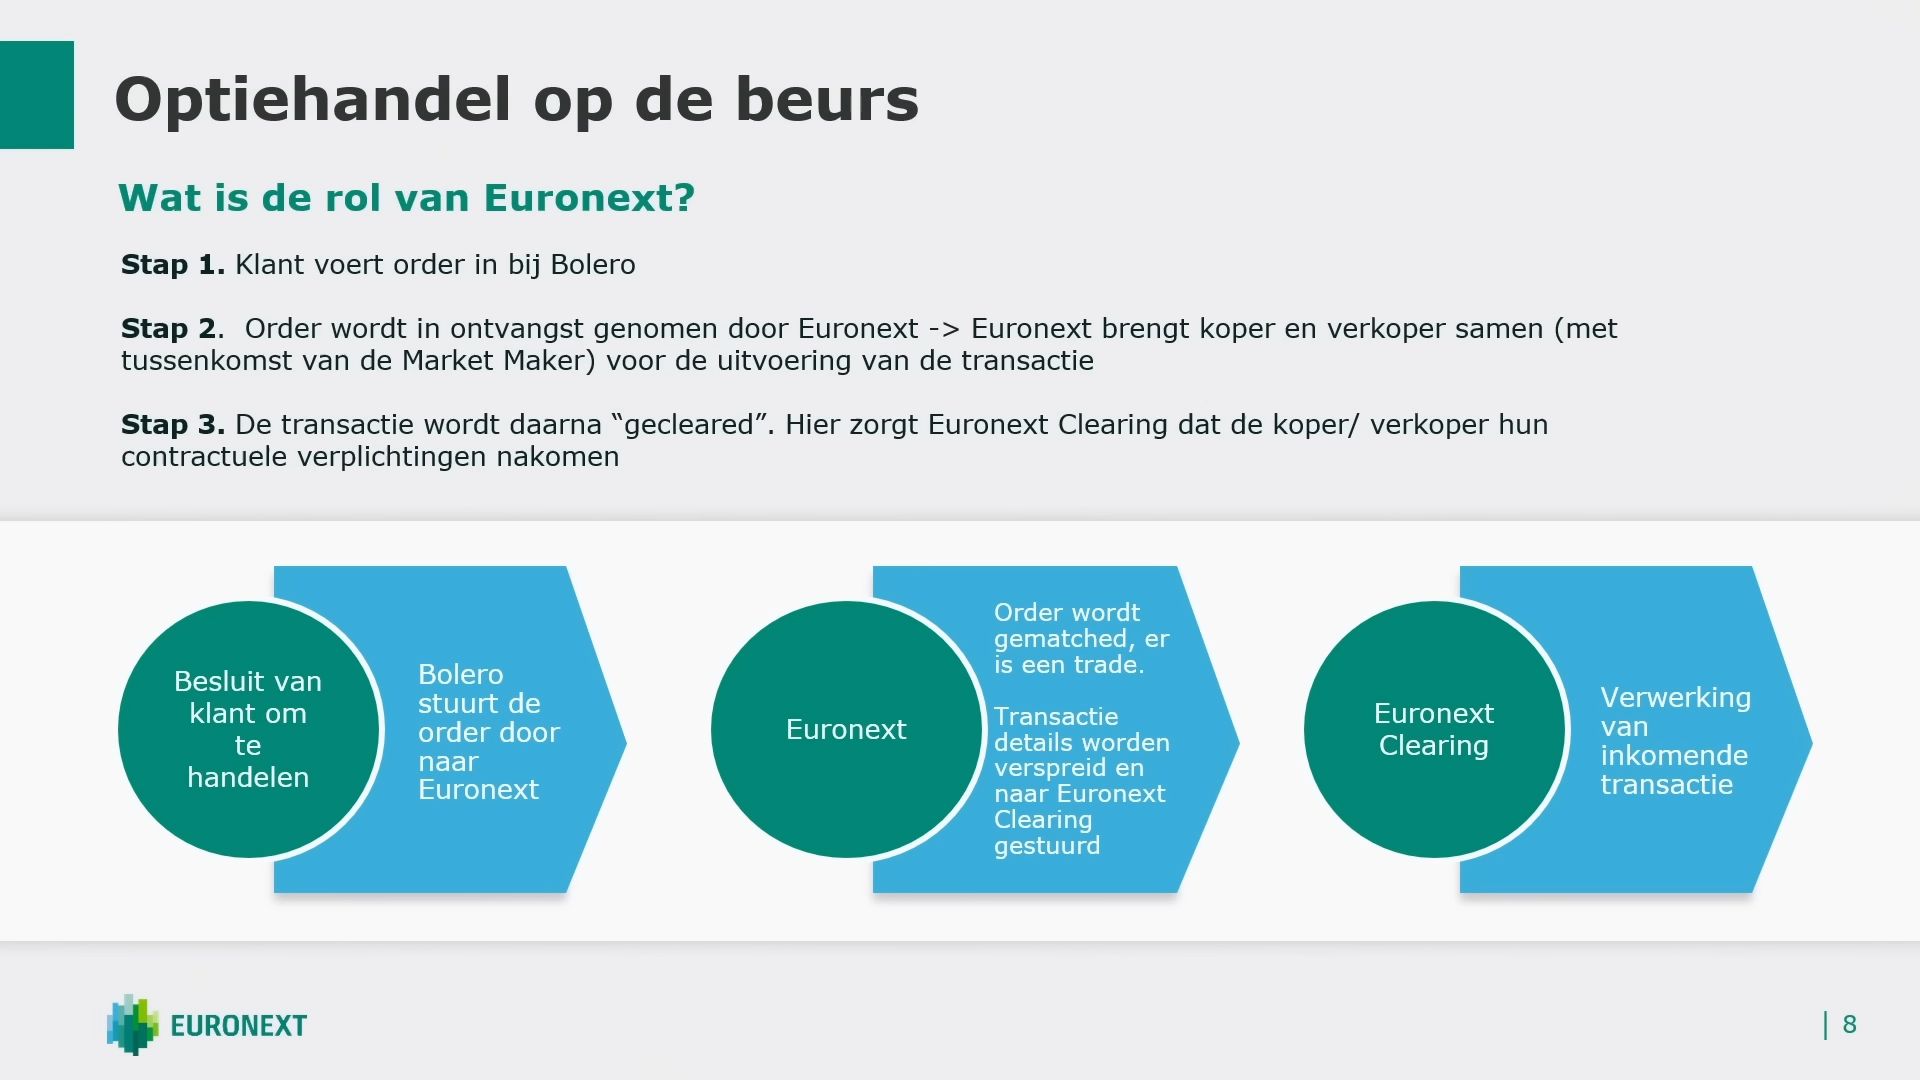 Optiehandel op de beurs
Wat is de rol van Euronext?
Stap 1. Klant voert order in bij Bolero
Stap 2.  Order wordt in ontvangst genomen door Euronext -> Euronext brengt koper en verkoper samen (met
tussenkomst van de Market Maker) voor de uitvoering van de transactie
Stap 3. De transactie wordt daarna “gecleared”. Hier zorgt Euronext Clearing dat de koper/ verkoper hun
contractuele verplichtingen nakomen
Besluit van
klant om
te
handelen
Bolero
stuurt de
order door
naar
Euronext
Euronext
Order wordt
gematched, er
is een trade.
Transactie
details worden
verspreid en
naar Euronext
Clearing
gestuurd
Euronext
Clearing
Verwerking
van
inkomende
transactie
EURONEXT
| 8